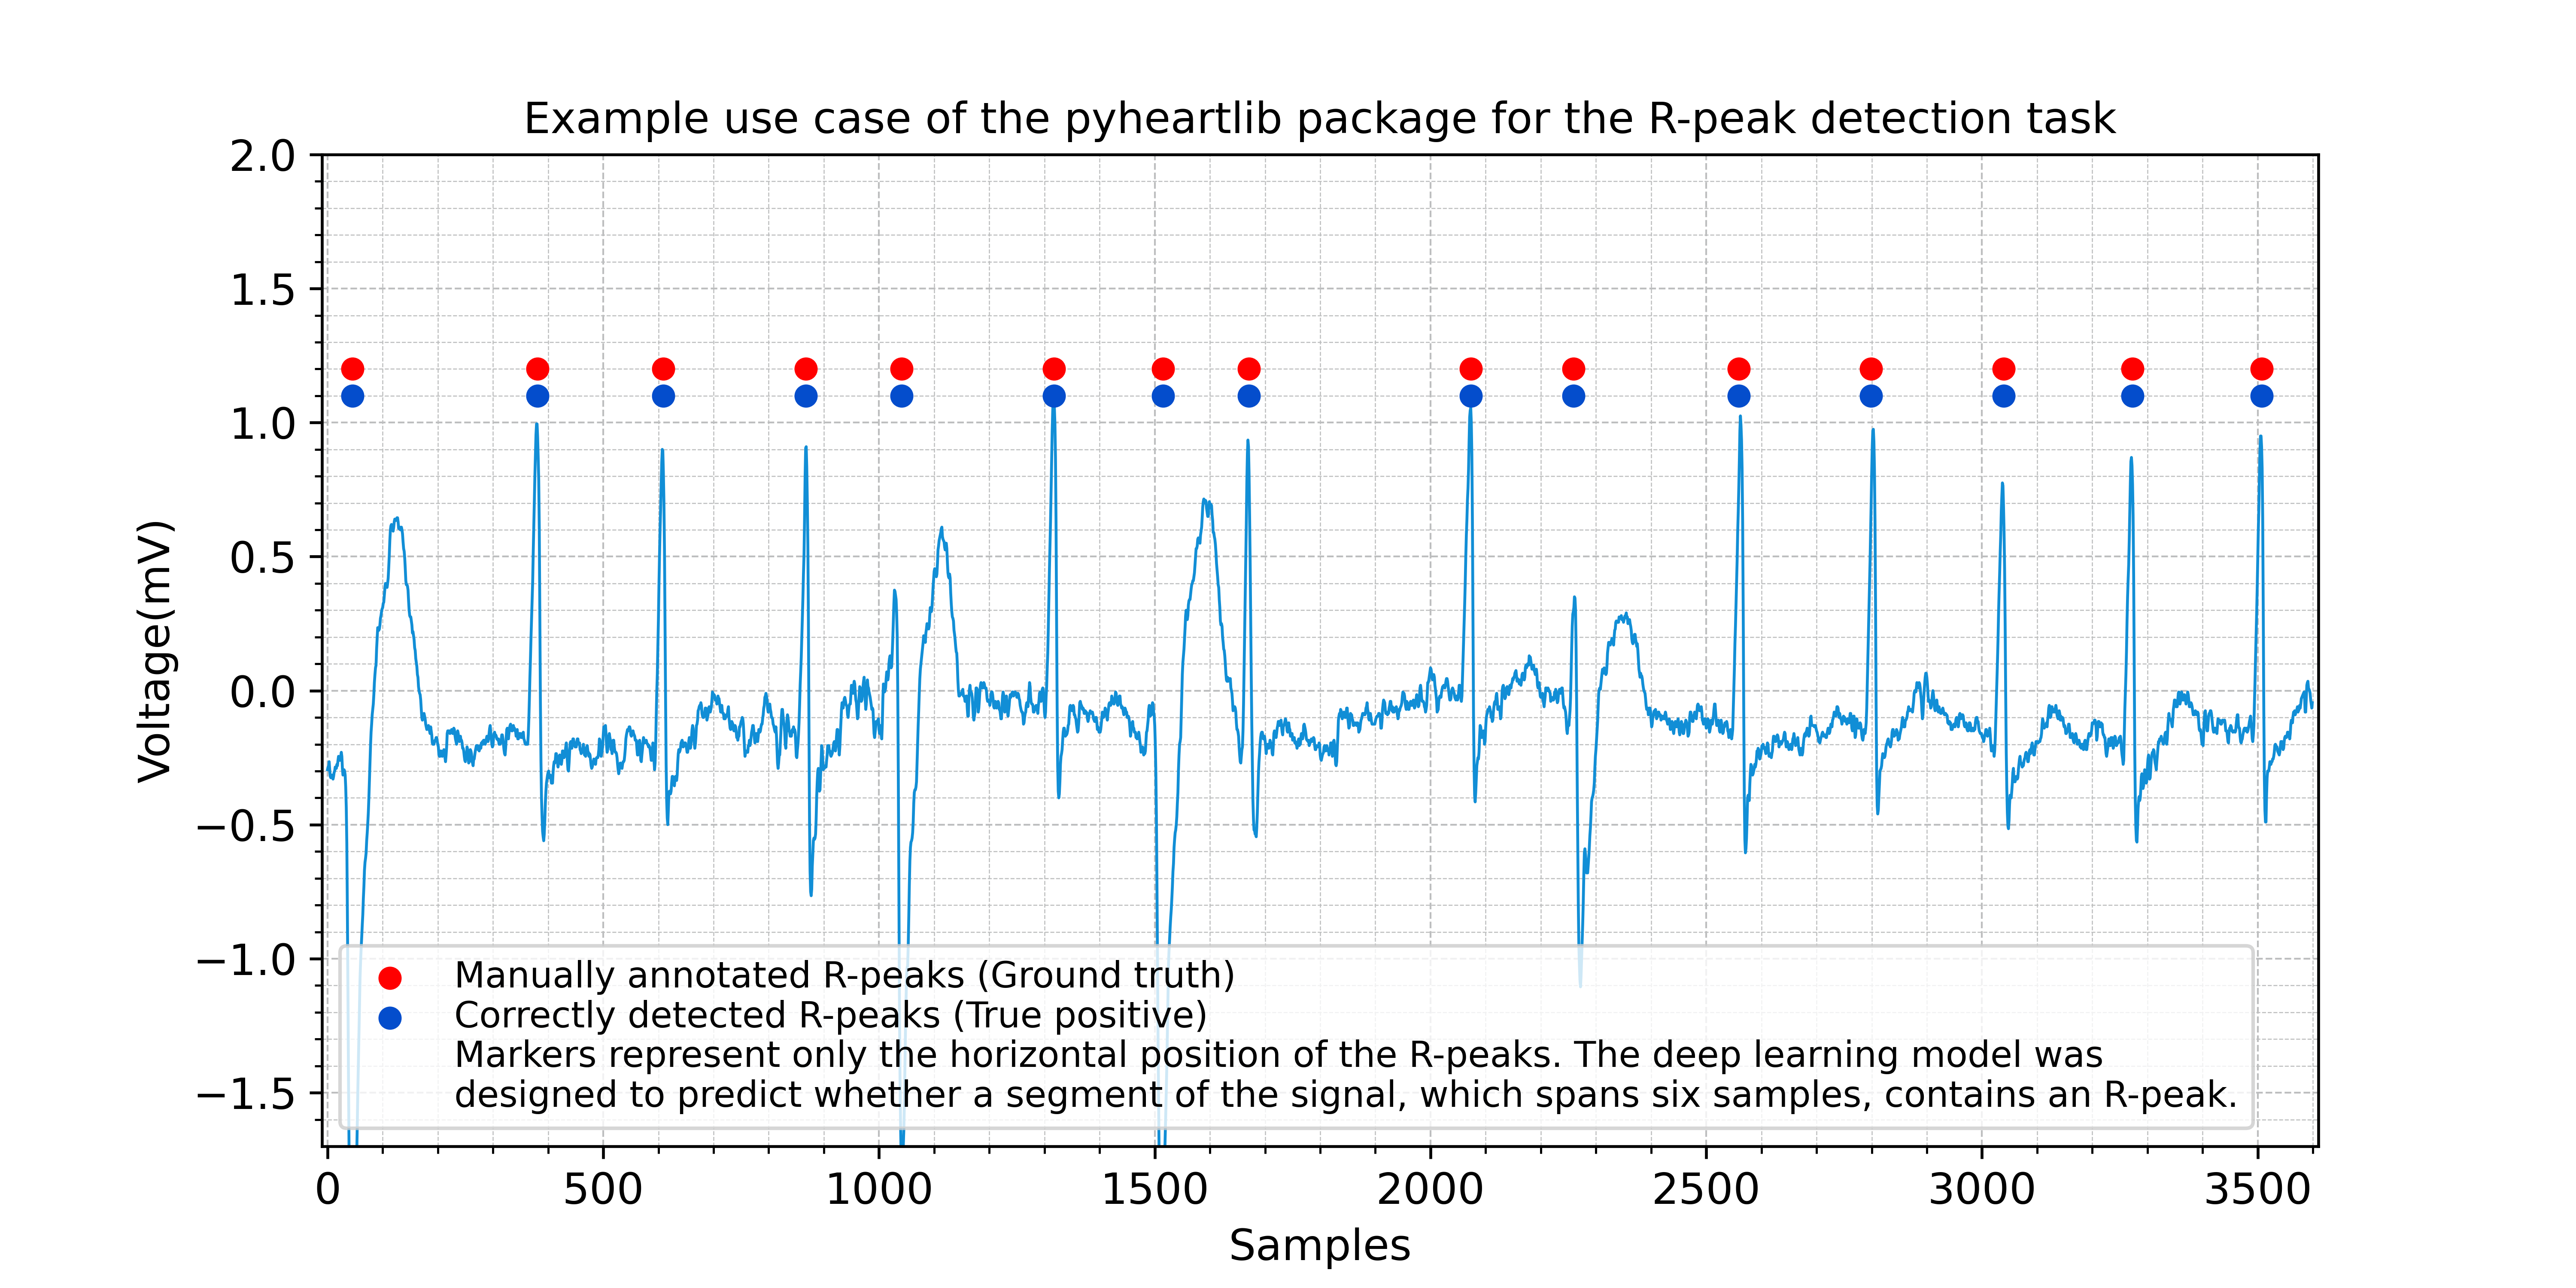 Example use case of the pyheartlib package for the R-peak detection task
2.0
1.5
1.0
0.5
0.0
−0.5
−1.0
−1.5
Voltage(mV)
Manually annotated R-peaks (Ground truth)
Correctly detected R-peaks (True positive)
Markers represent only the horizontal position of the R-peaks. The deep learning model was
designed to predict whether a segment of the signal, which spans six samples, contains an R-peak.
0 500 1000 1500 2000 2500 3000 3500
Samples